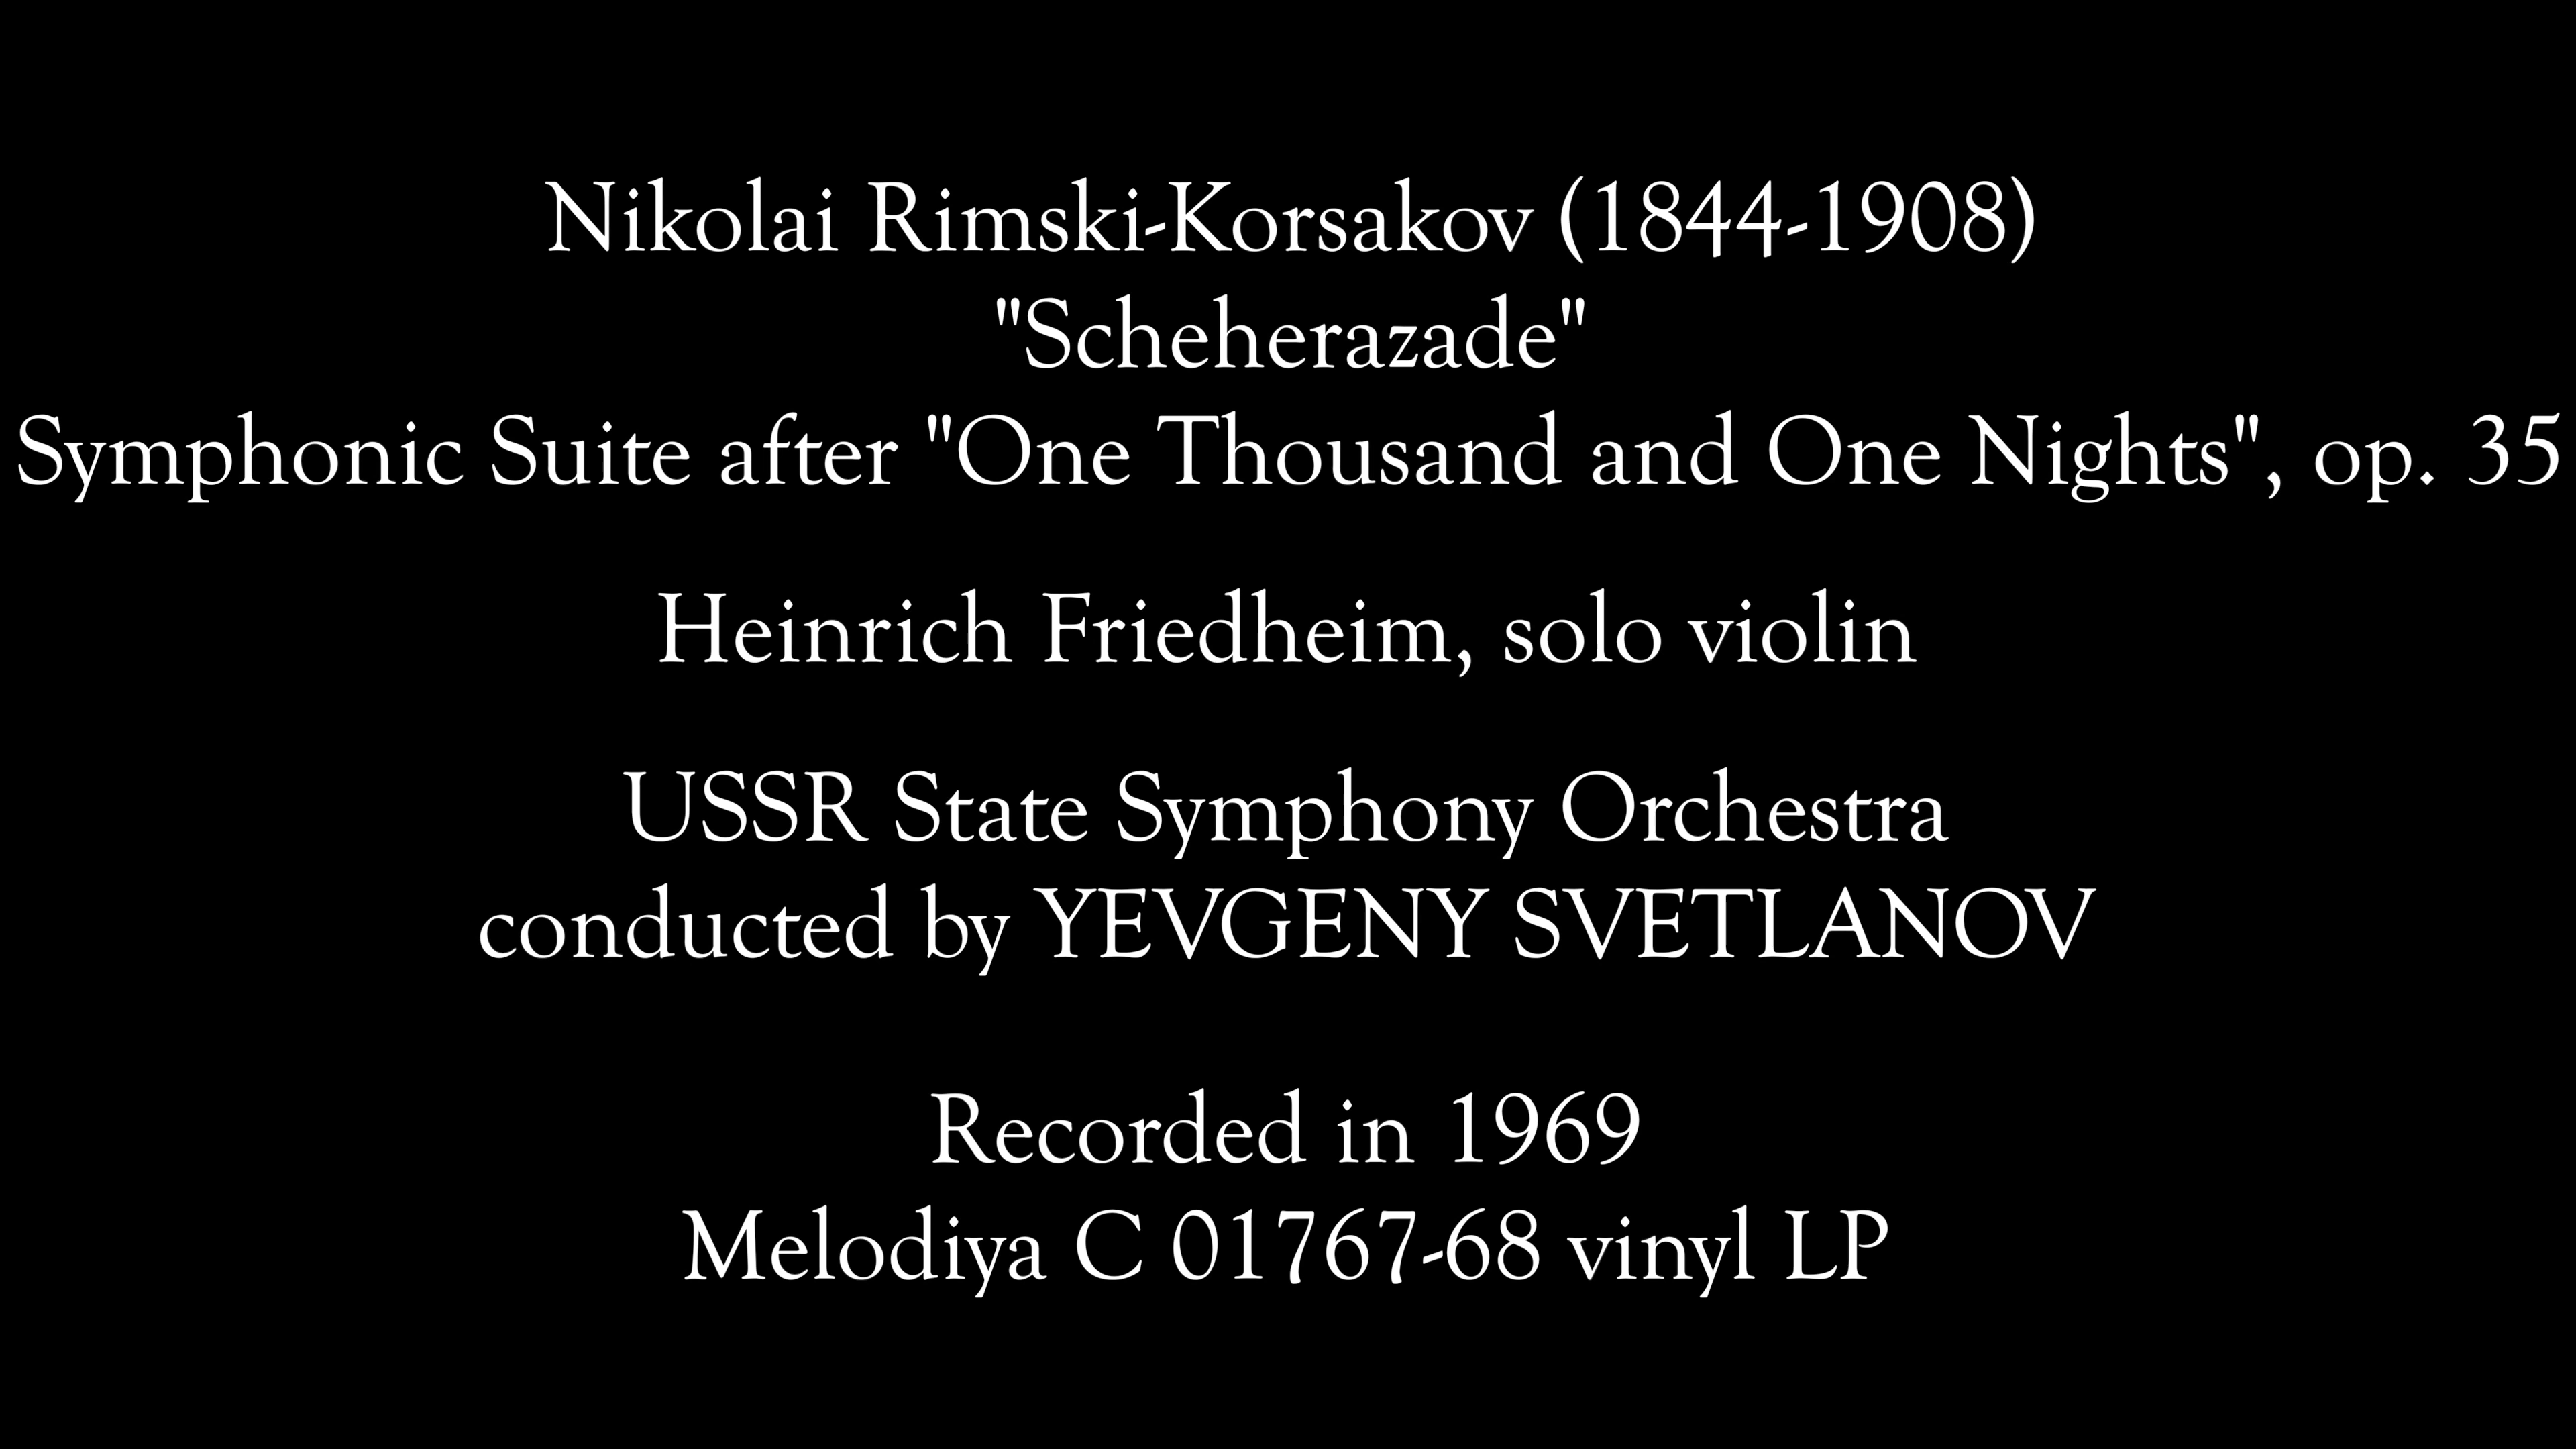 Nikolai Rimski-Korsakov (1844-1908)
"Scheherazade"
Symphonic Suite after "One Thousand and One Nights", op. 35
Heinrich Friedheim, solo violin
USSR State Symphony Orchestra
conducted by YEVGENY SVETLANOV
Recorded in 1969
Melodiya C 01767-68 vinyl LP